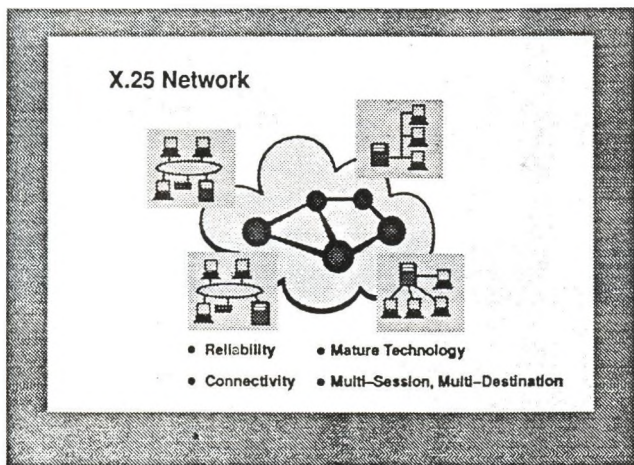 X.25 Network
• Reliability • Mature Technology
• Connectivity • Multi–Session, Multi–Destination